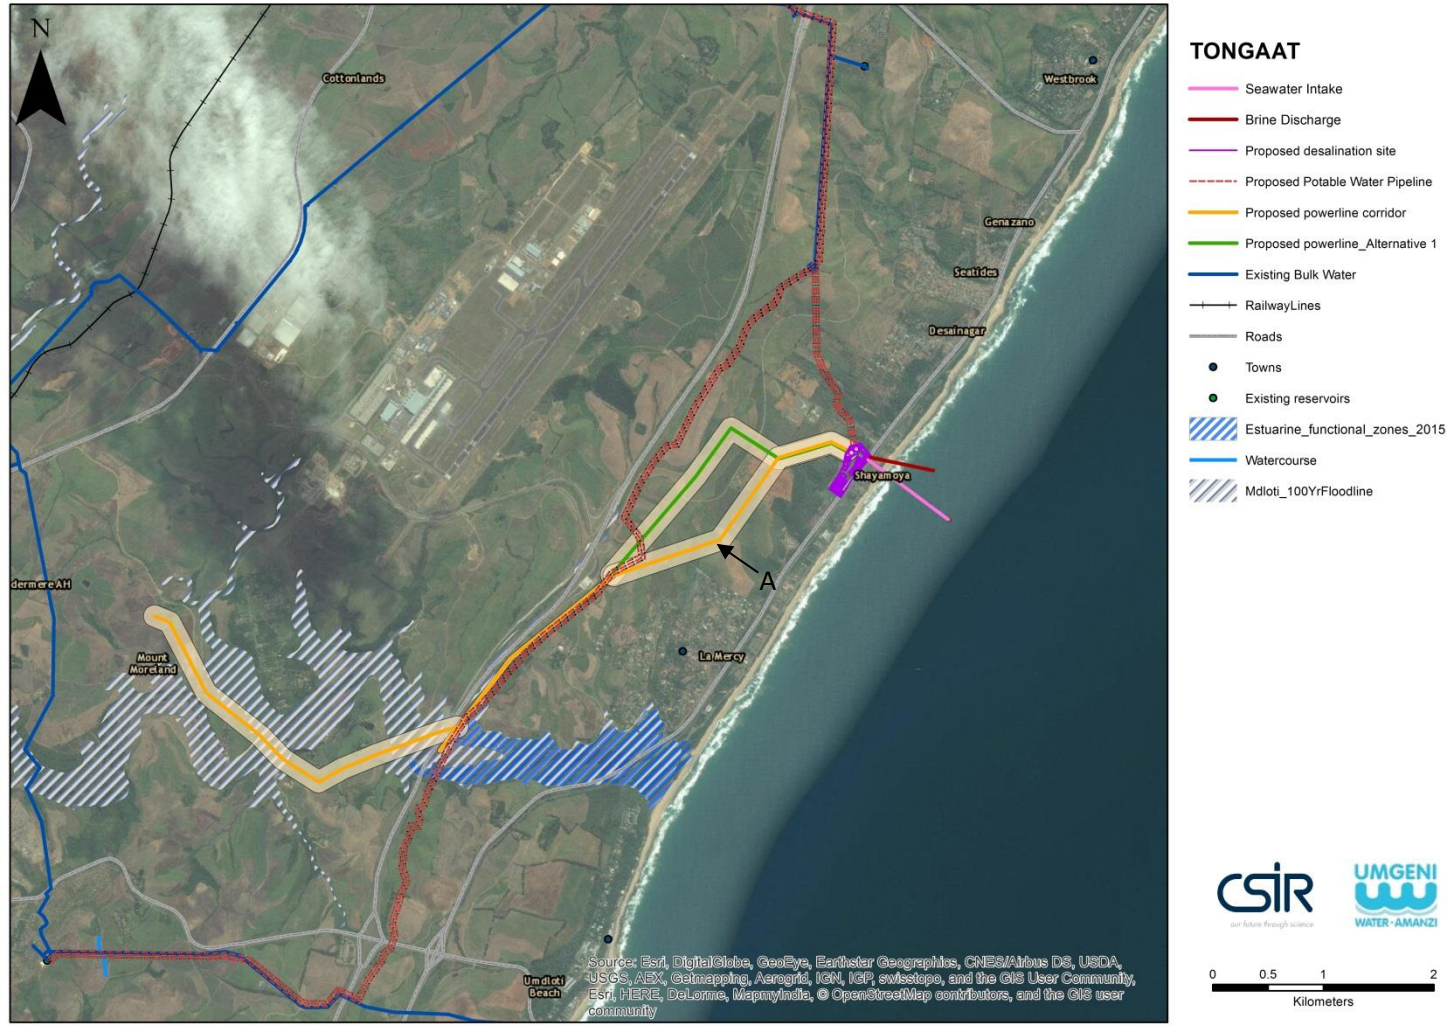 N
Cottonlands
Westbrook
Genazano
Seatides
Desainagar
Shayamoya
A
dermere AH
Mount
Moreland
La Mercy
Umdloti
Beach
Source: Esri, DigitalGlobe, GeoEye, Earthstar Geographics, CNES/Airbus DS, USDA,
USGS, AEX, Getmapping, Aerogrid, IGN, IGP, swisstopo, and the GIS User Community,
Esri, HERE, DeLorme, MapmyIndia, © OpenStreetMap contributors, and the GIS user
community
TONGAAT
Seawater Intake
Brine Discharge
Proposed desalination site
Proposed Potable Water Pipeline
Proposed powerline corridor
Proposed powerline_Alternative 1
Existing Bulk Water
RailwayLines
Roads
Towns
Existing reservoirs
Estuarine_functional_zones_2015
Watercourse
Mdloti_100YrFloodline
CSIR
our future through science
UMGENI
WATER·AMANZI
0 0.5 1 2
Kilometers